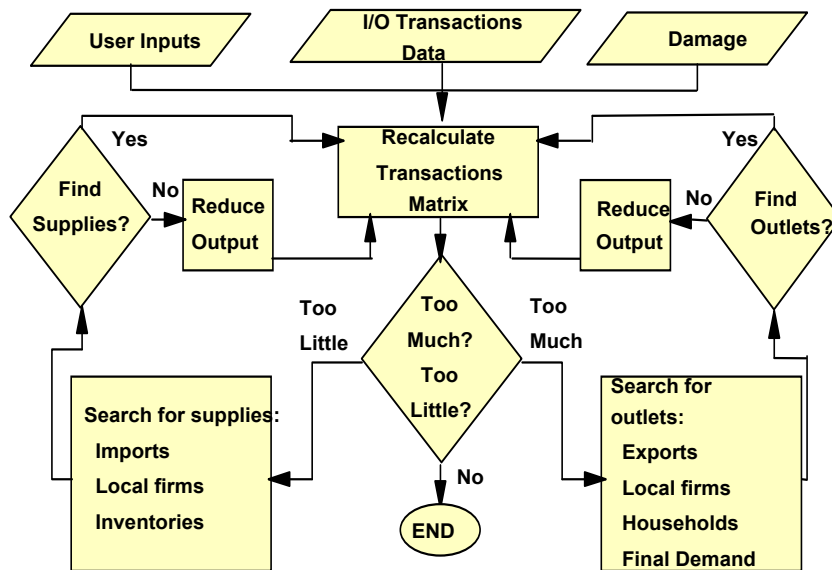 User Inputs
I/O Transactions
Data
Damage
Yes
Recalculate
Transactions
Matrix
Yes
Find
Supplies?
No
Reduce
Output
Reduce
Output
No
Find
Outlets?
Too
Little
Too
Much?
Too
Little?
Too
Much
Search for supplies:
Imports
Local firms
Inventories
Search for
outlets:
Exports
Local firms
Households
Final Demand
No
END